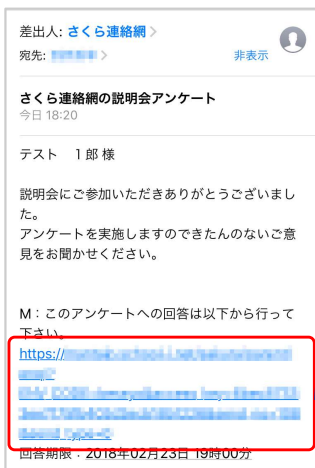 差出人: さくら連絡網
宛先:
非表示
さくら連絡網の説明会アンケート
今日 18:20
テスト　１郎 様
説明会にご参加いただきありがとうございまし
た。
アンケートを実施しますのできたんのないご意
見をお聞かせください。
M：このアンケートへの回答は以下から行って
下さい。
https://
回答期限：2018年02月23日 19時00分